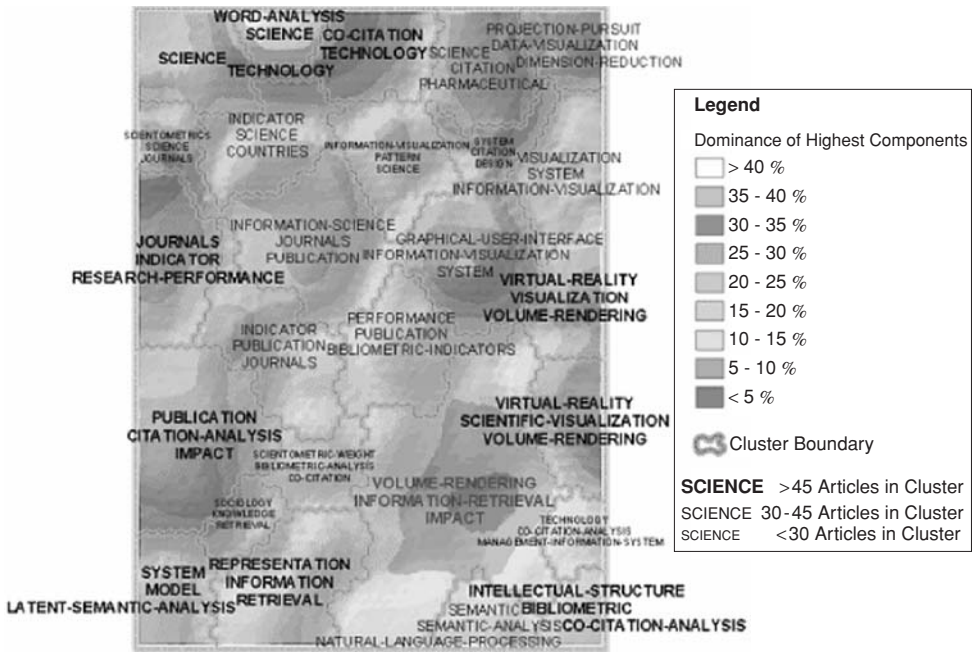 WORD-ANALYSIS
SCIENCE
SCIENCE
TECHNOLOGY
CO-CITATION
TECHNOLOGY
SCIENCE
CITATION
PHARMACEUTICAL
PROJECTION-PURSUIT
DATA-VISUALIZATION
DIMENSION-REDUCTION
SCIENTOMETRICS
SCIENCE
JOURNALS
INDICATOR
SCIENCE
COUNTRIES
INFORMATION-VISUALIZATION
PATTERN
SCIENCE
SYSTEM
CITATION
DESIGN
VISUALIZATION
SYSTEM
INFORMATION-VISUALIZATION
JOURNALS
INDICATOR
RESEARCH-PERFORMANCE
INFORMATION-SCIENCE
JOURNALS
PUBLICATION
GRAPHICAL-USER-INTERFACE
INFORMATION-VISUALIZATION
SYSTEM
VIRTUAL-REALITY
VISUALIZATION
VOLUME-RENDERING
INDICATOR
PUBLICATION
JOURNALS
PERFORMANCE
PUBLICATION
BIBLIOMETRIC-INDICATORS
PUBLICATION
CITATION-ANALYSIS
IMPACT
VIRTUAL-REALITY
SCIENTIFIC-VISUALIZATION
VOLUME-RENDERING
SCIENTOMETRIC-WEIGHT
BIBLIOMETRIC-ANALYSIS
CO-CITATION
SOCIOLOGY
KNOWLEDGE
RETRIEVAL
VOLUME-RENDERING
INFORMATION-RETRIEVAL
IMPACT
TECHNOLOGY
CO-CITATION-ANALYSIS
MANAGEMENT-INFORMATION-SYSTEM
SYSTEM
MODEL
LATENT-SEMANTIC-ANALYSIS
REPRESENTATION
INFORMATION
RETRIEVAL
SEMANTIC
SEMANTIC-ANALYSIS
NATURAL-LANGUAGE-PROCESSING
INTELLECTUAL-STRUCTURE
BIBLIOMETRIC
CO-CITATION-ANALYSIS
Legend
Dominance of Highest Components
> 40 %
35 - 40 %
30 - 35 %
25 - 30 %
20 - 25 %
15 - 20 %
10 - 15 %
5 - 10 %
< 5 %
Cluster Boundary
SCIENCE >45 Articles in Cluster
SCIENCE 30-45 Articles in Cluster
SCIENCE <30 Articles in Cluster